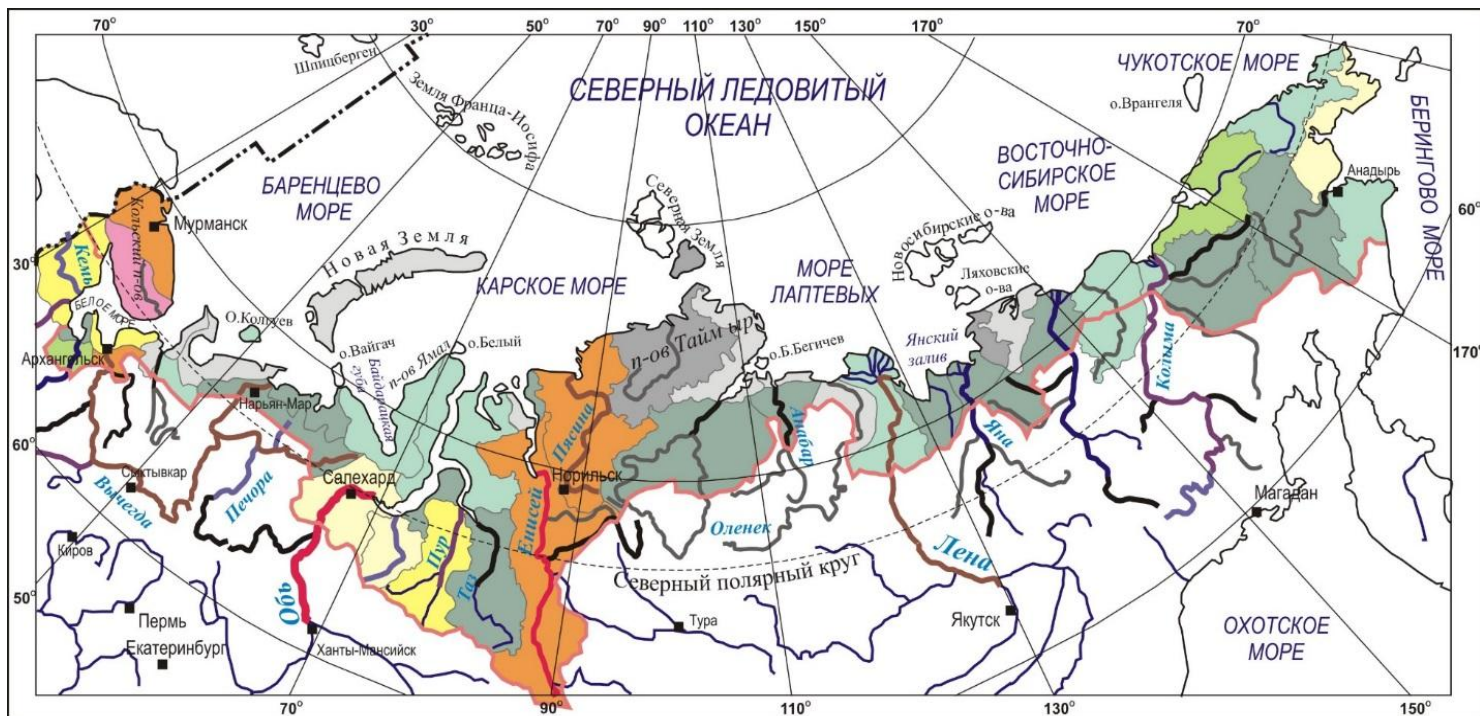 70°
30°
50°
70°
90°
110°
130°
150°
170°
70°
Шпицберген
Земля Франца-Иосифа
СЕВЕРНЫЙ ЛЕДОВИТЫЙ
ОКЕАН
ЧУКОТСКОЕ МОРЕ
о.Врангеля
БЕРИНГОВО МОРЕ
БАРЕНЦЕВО
МОРЕ
ВОСТОЧНО-
СИБИРСКОЕ
МОРЕ
Анадырь
Северная Земля
60°
Кольский п-ов
Мурманск
Новая Земля
Новосибирские о-ва
30°
Кемь
КАРСКОЕ МОРЕ
МОРЕ
ЛАПТЕВЫХ
Ляховские
о-ва
БЕЛОЕ МОРЕ
О.Колгуев
о.Вайгач
Байдарацкая
губа
п-ов Ямал
о.Белый
п-ов Таймыр
о.Б.Бегичев
Янский
залив
Архангельск
170°
Колыма
Нарьян-Мар
60°
Пясина
Анабар
Яна
Сыктывкар
Салехард
Норильск
Магадан
Вычегда
Печора
Оленек
Киров
Пур
Енисей
Лена
Таз
Северный полярный круг
50°
Обь
Пермь
Тура
Якутск
Екатеринбург
Ханты-Мансийск
ОХОТСКОЕ
МОРЕ
70°
90°
110°
130°
150°